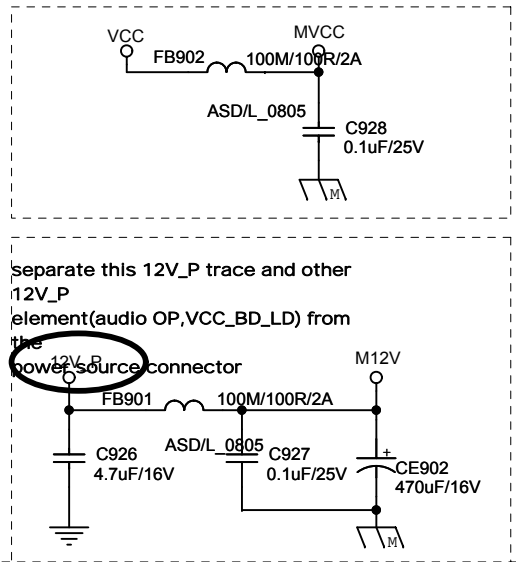 VCC
MVCC
FB902
100M/100R/2A
ASD/L_0805
C928
0.1uF/25V
M
separate this 12V_P trace and other
12V_P
element(audio OP,VCC_BD_LD) from
the
power source connector
12V_P
M12V
FB901
100M/100R/2A
ASD/L_0805
C926
4.7uF/16V
C927
0.1uF/25V
+
CE902
470uF/16V
M